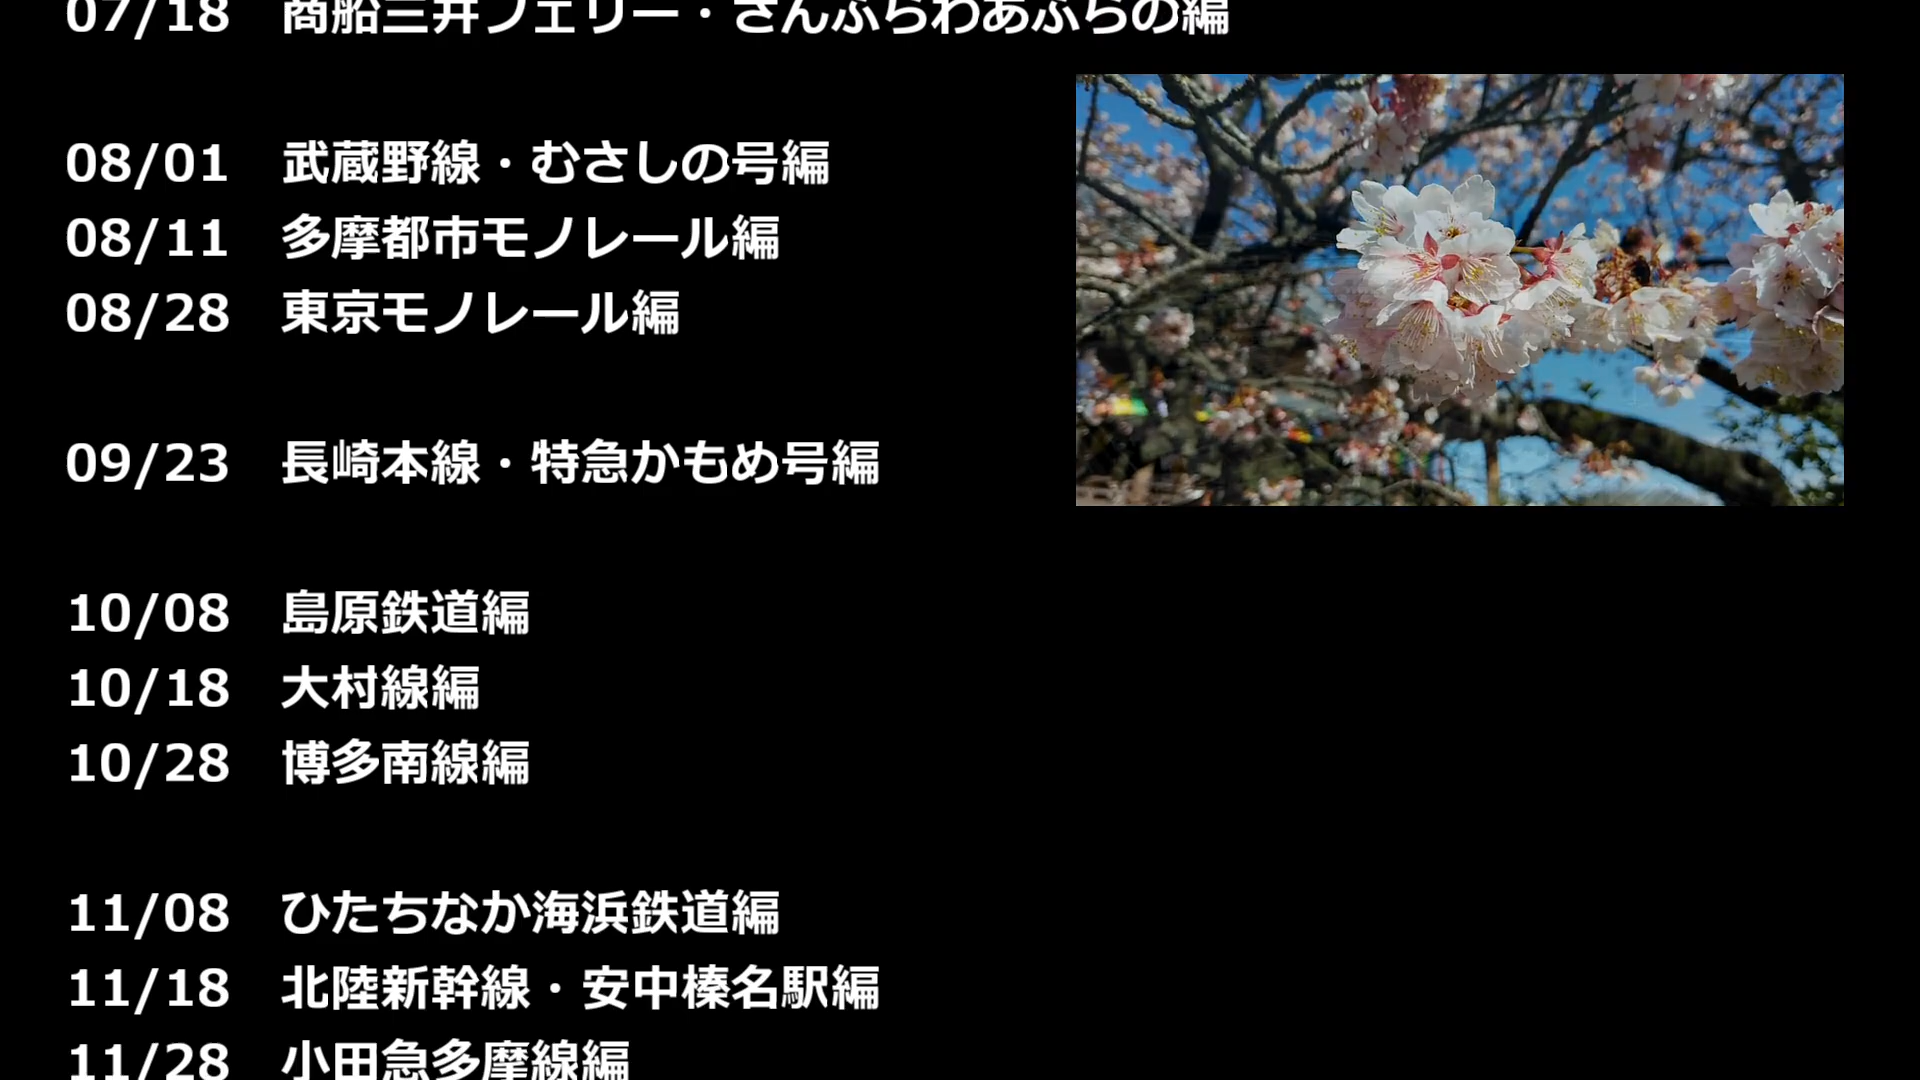 07/18 商船三井フェリー・さんふらわあふらの編
08/01 武蔵野線・むさしの号編
08/11 多摩都市モノレール編
08/28 東京モノレール編
09/23 長崎本線・特急かもめ号編
10/08 島原鉄道編
10/18 大村線編
10/28 博多南線編
11/08 ひたちなか海浜鉄道編
11/18 北陸新幹線・安中榛名駅編
11/28 小田急多摩線編